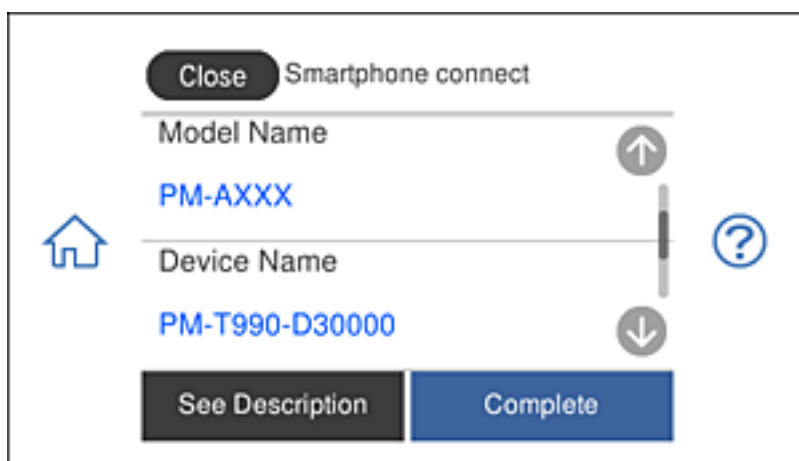 Close Smartphone connect
Model Name
PM-AXXX
Device Name
PM-T990-D30000
See Description Complete
?